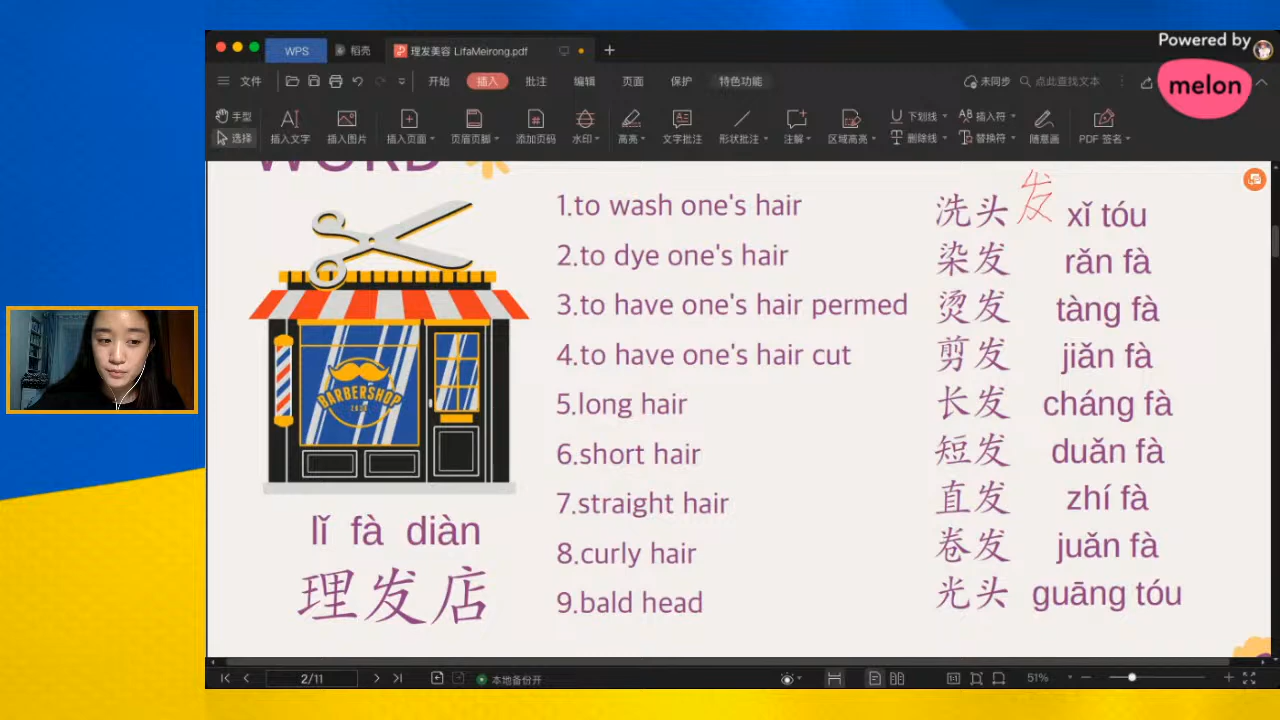 Powered by
melon
WPS
稻壳
理发美容 LifaMeirong.pdf
文件
开始
插入
批注
编辑
页面
保护
特色功能
未同步
点此查找文本
手型
选择
插入文字
插入图片
插入页面
页眉页脚
添加页码
水印
高亮
文字批注
形状批注
注解
区域高亮
下划线
删除线
插入符
替换符
随意画
PDF 签名
WORD
BARBERSHOP
lǐ fà diàn
理发店
1.to wash one's hair 洗头发 xǐ tóu
2.to dye one's hair 染发 rǎn fà
3.to have one's hair permed 烫发 tàng fà
4.to have one's hair cut 剪发 jiǎn fà
5.long hair 长发 cháng fà
6.short hair 短发 duǎn fà
7.straight hair 直发 zhí fà
8.curly hair 卷发 juǎn fà
9.bald head 光头 guāng tóu
2/11
本地备份开
51%